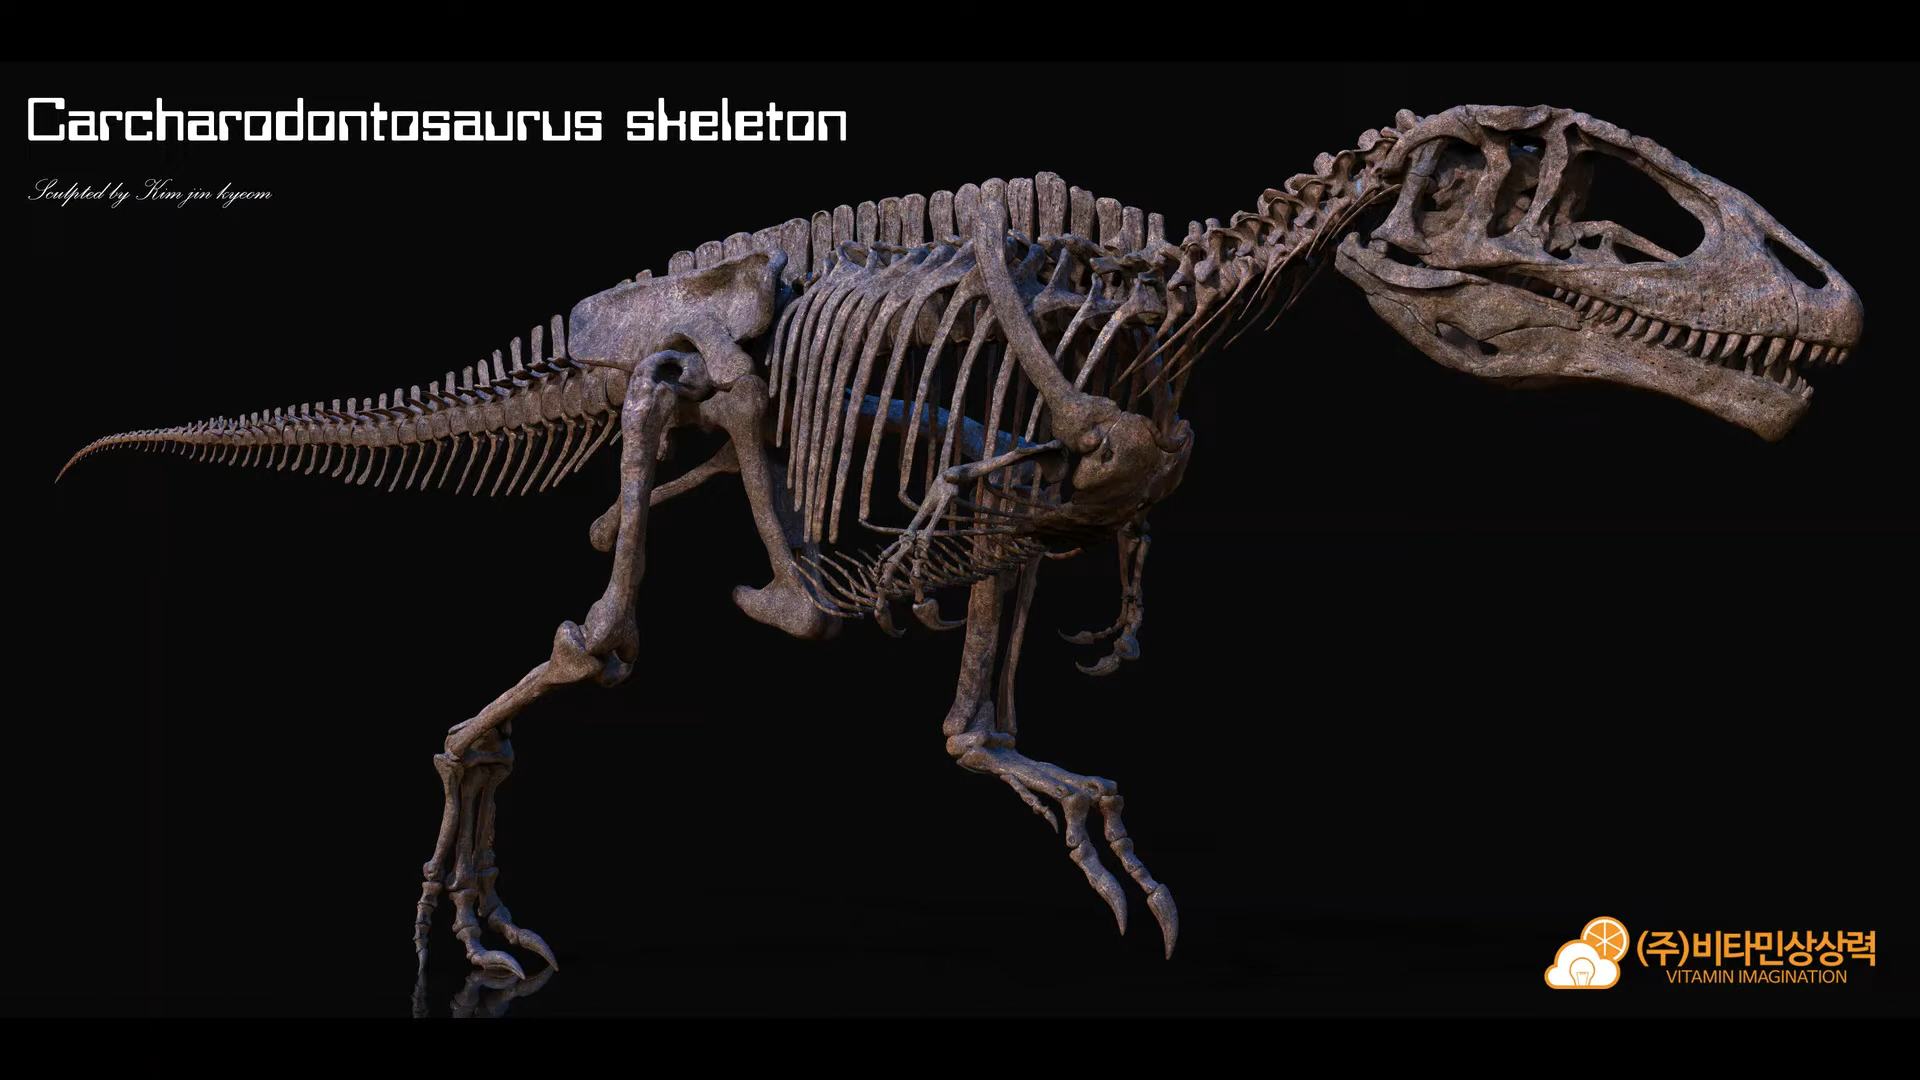 Carcharodontosaurus skeleton
Sculpted by Kim jin kyeom
(주)비타민상상력
VITAMIN IMAGINATION